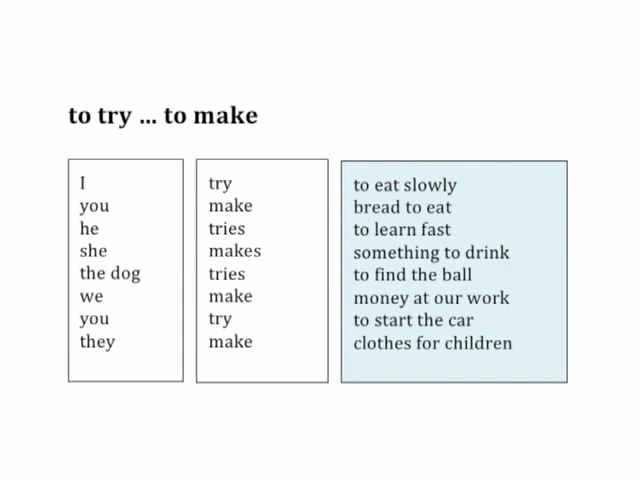 to try ... to make
I
you
he
she
the dog
we
you
they
try
make
tries
makes
tries
make
try
make
to eat slowly
bread to eat
to learn fast
something to drink
to find the ball
money at our work
to start the car
clothes for children